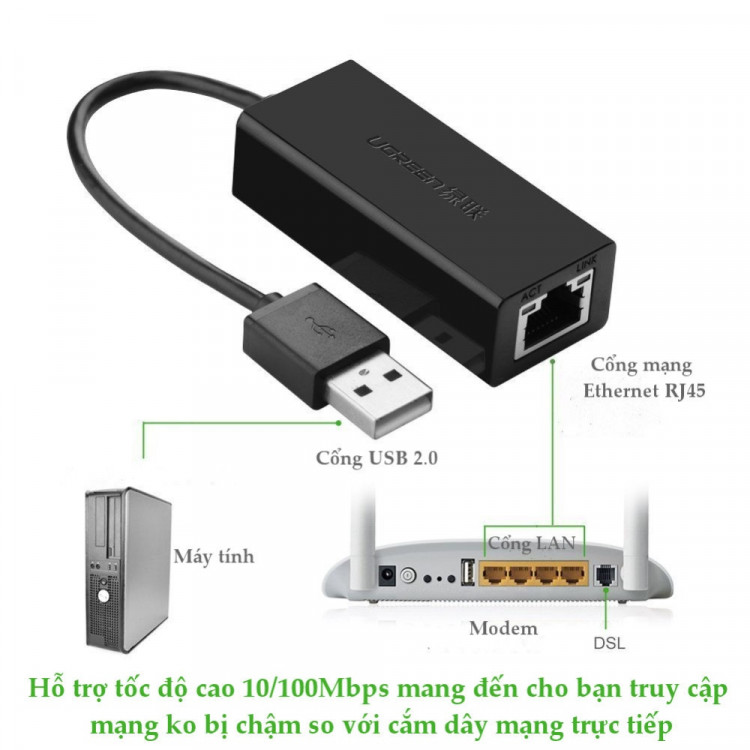 UGREEN 绿联
ACT
LINK
Cổng mạng
Ethernet RJ45
Cổng USB 2.0
Máy tính
Cổng LAN
Modem
DSL
Hỗ trợ tốc độ cao 10/100Mbps mang đến cho bạn truy cập
mạng ko bị chậm so với cắm dây mạng trực tiếp